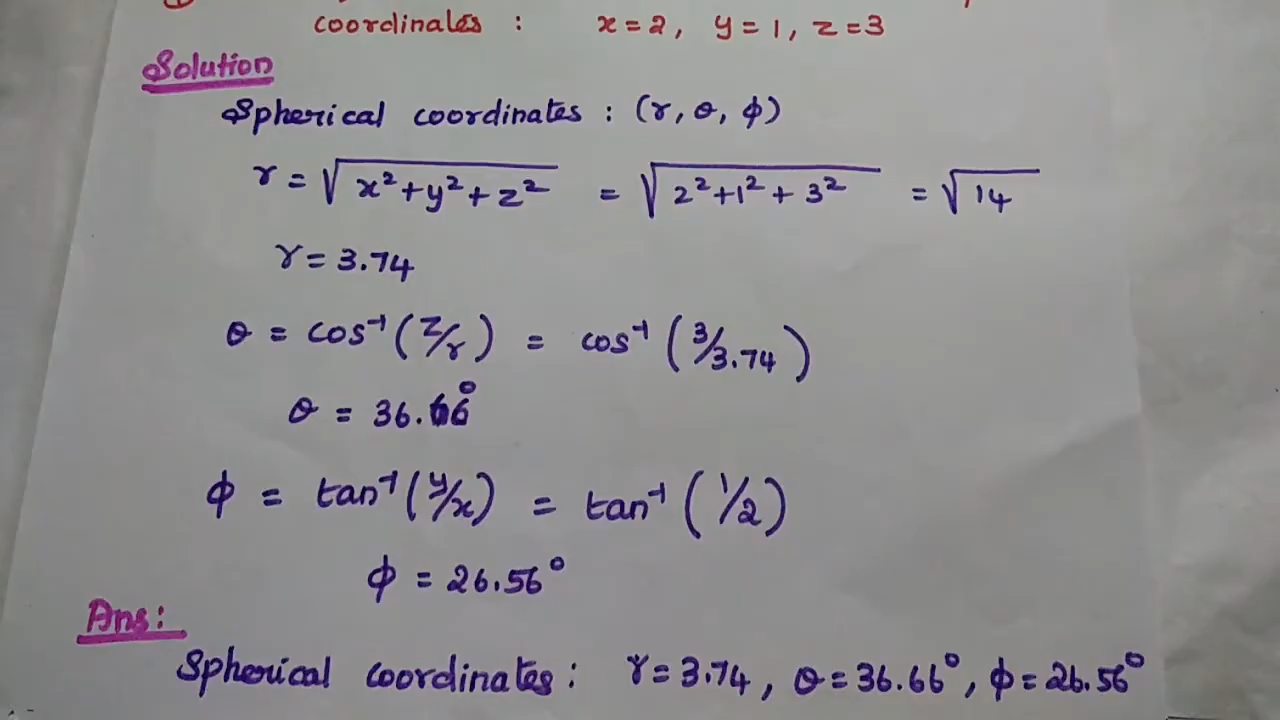 coordinates : x=2, y=1, z=3
Solution
Spherical coordinates : (r, θ, ϕ)
r = √x²+y²+z² = √2²+1²+3² = √14
r = 3.74
θ = cos⁻¹(z/r) = cos⁻¹(3/3.74)
θ = 36.66°
ϕ = tan⁻¹(y/x) = tan⁻¹(1/2)
ϕ = 26.56°
Ans:
Spherical coordinates : r=3.74, θ=36.66°, ϕ=26.56°